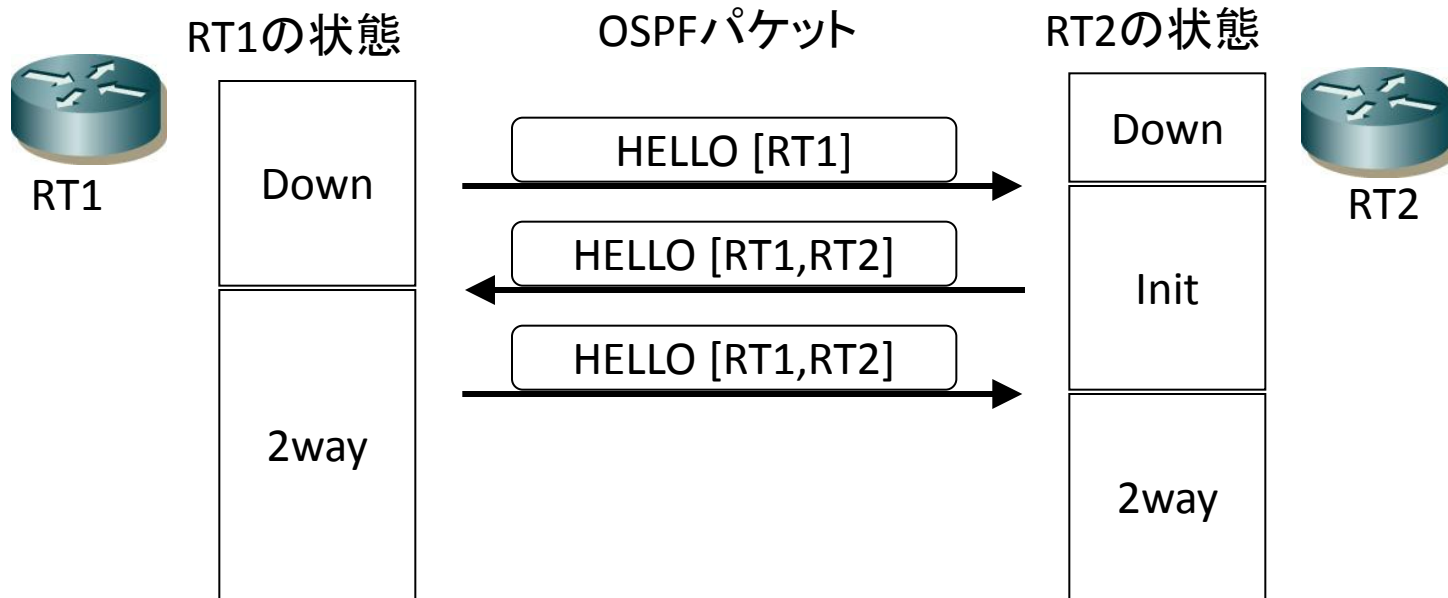 RT1の状態
OSPFパケット
RT2の状態
RT1
Down
HELLO [RT1]
Down
RT2
HELLO [RT1,RT2]
Init
HELLO [RT1,RT2]
2way
2way